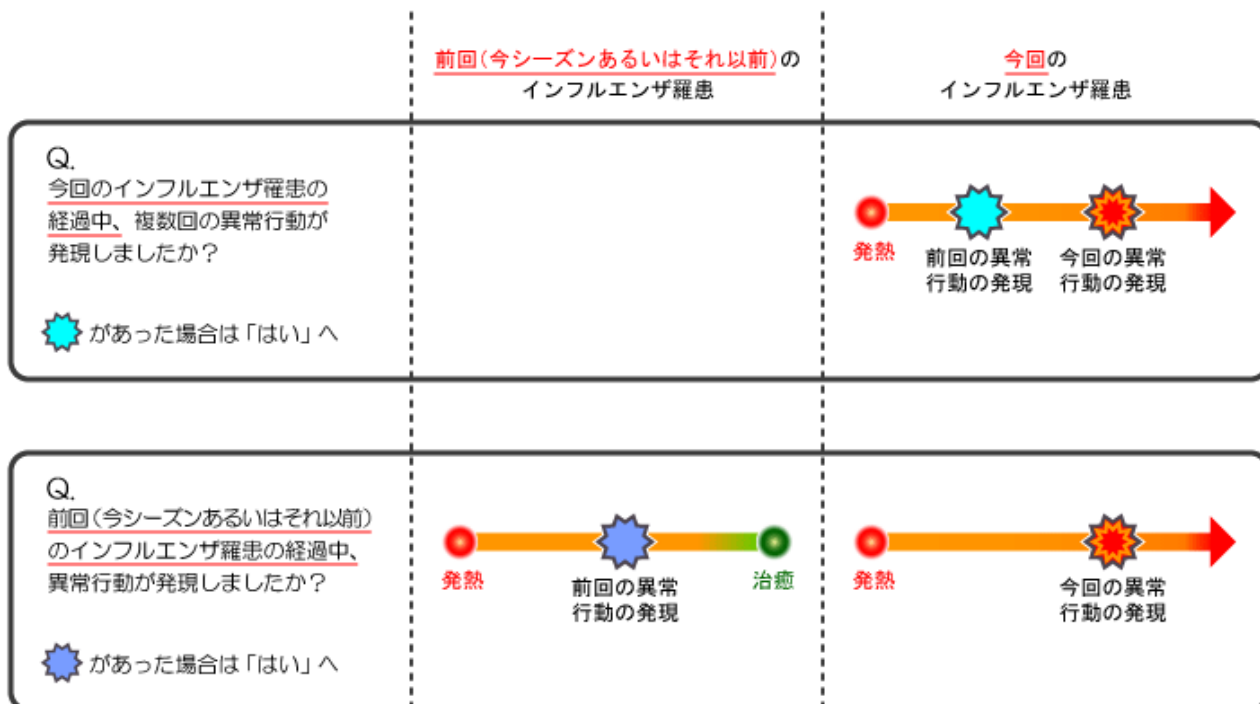 前回(今シーズンあるいはそれ以前)の
インフルエンザ羅患
今回の
インフルエンザ羅患
Q.
今回のインフルエンザ罹患の
経過中、複数回の異常行動が
発現しましたか？
があった場合は「はい」へ
発熱
前回の異常
行動の発現
今回の異常
行動の発現
Q.
前回(今シーズンあるいはそれ以前)
のインフルエンザ羅患の経過中、
異常行動が発現しましたか？
があった場合は「はい」へ
発熱
前回の異常
行動の発現
治癒
発熱
今回の異常
行動の発現